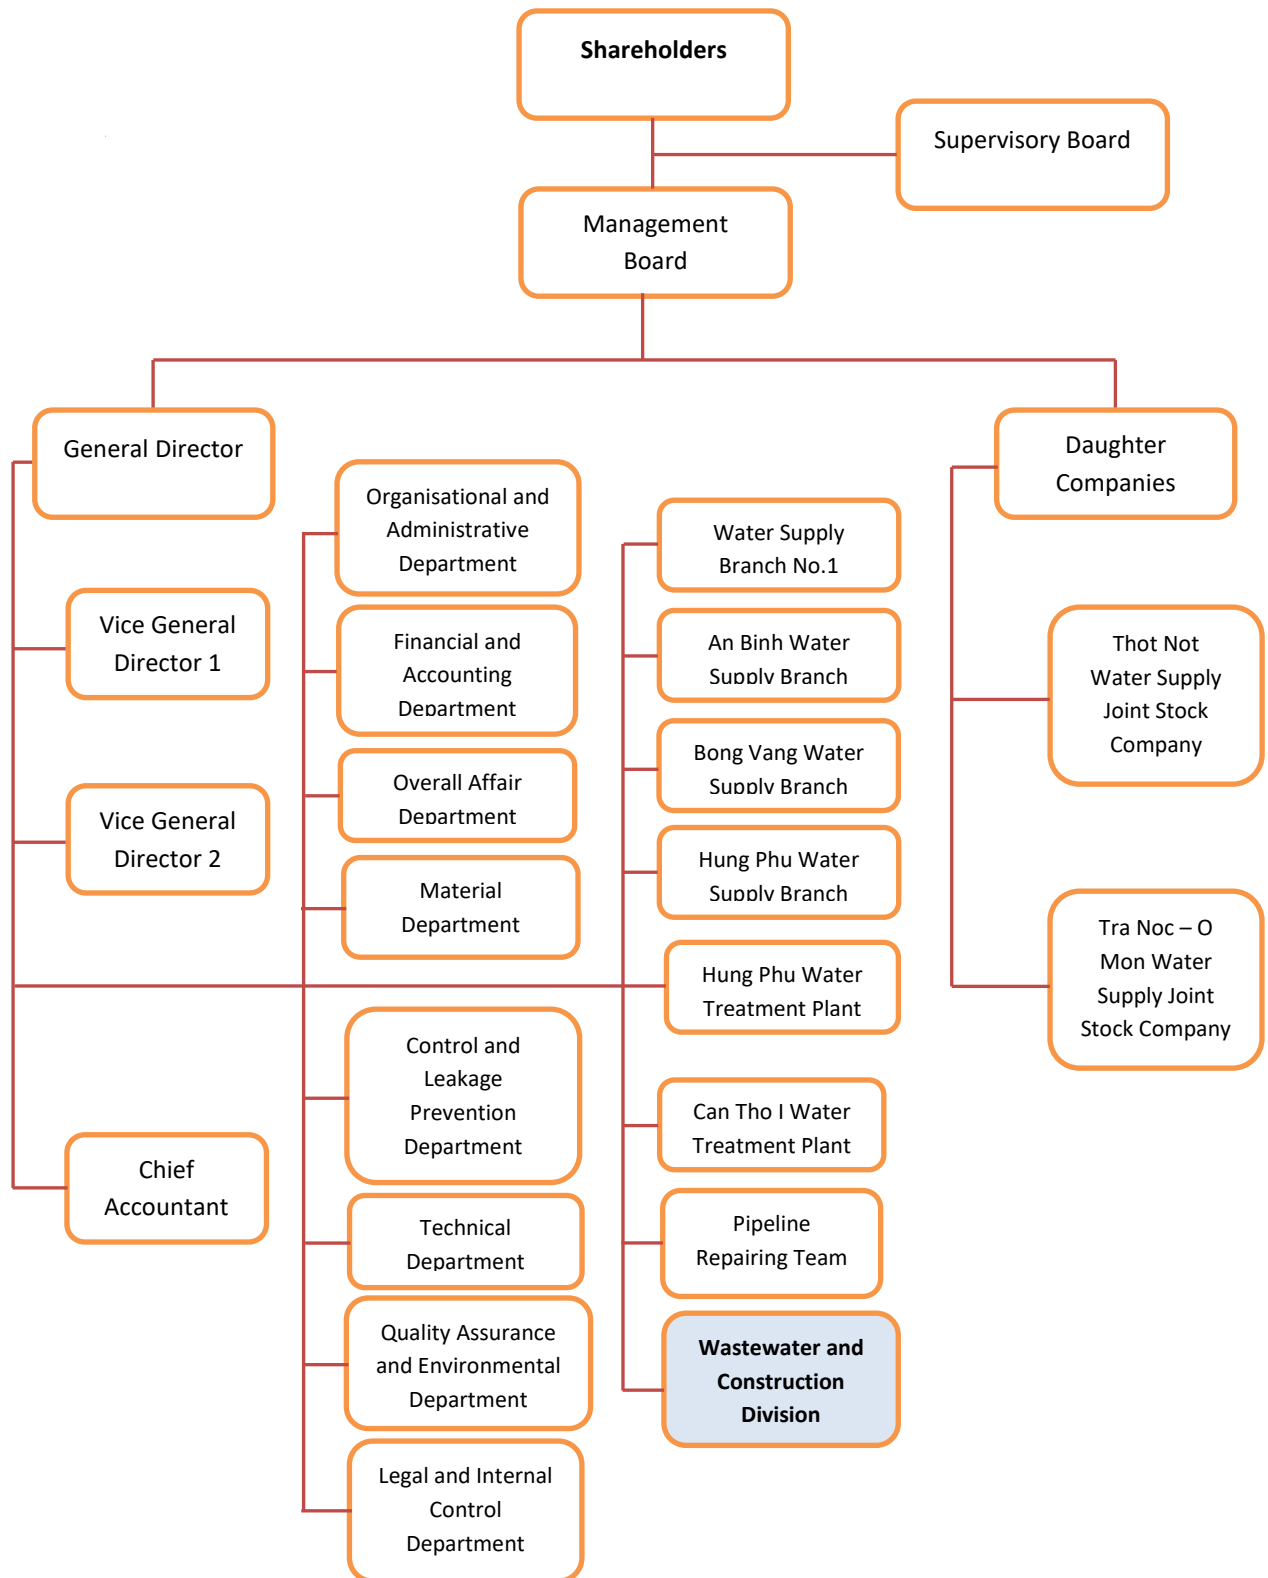 Shareholders
Supervisory Board
Management
Board
General Director
Daughter
Companies
Organisational and
Administrative
Department
Water Supply
Branch No.1
Vice General
Director 1
Financial and
Accounting
Department
An Binh Water
Supply Branch
Thot Not
Water Supply
Joint Stock
Company
Bong Vang Water
Supply Branch
Overall Affair
Department
Vice General
Director 2
Hung Phu Water
Supply Branch
Material
Department
Tra Noc – O
Mon Water
Supply Joint
Stock Company
Hung Phu Water
Treatment Plant
Control and
Leakage
Prevention
Department
Can Tho I Water
Treatment Plant
Chief
Accountant
Technical
Department
Pipeline
Repairing Team
Quality Assurance
and Environmental
Department
Wastewater and
Construction
Division
Legal and Internal
Control
Department